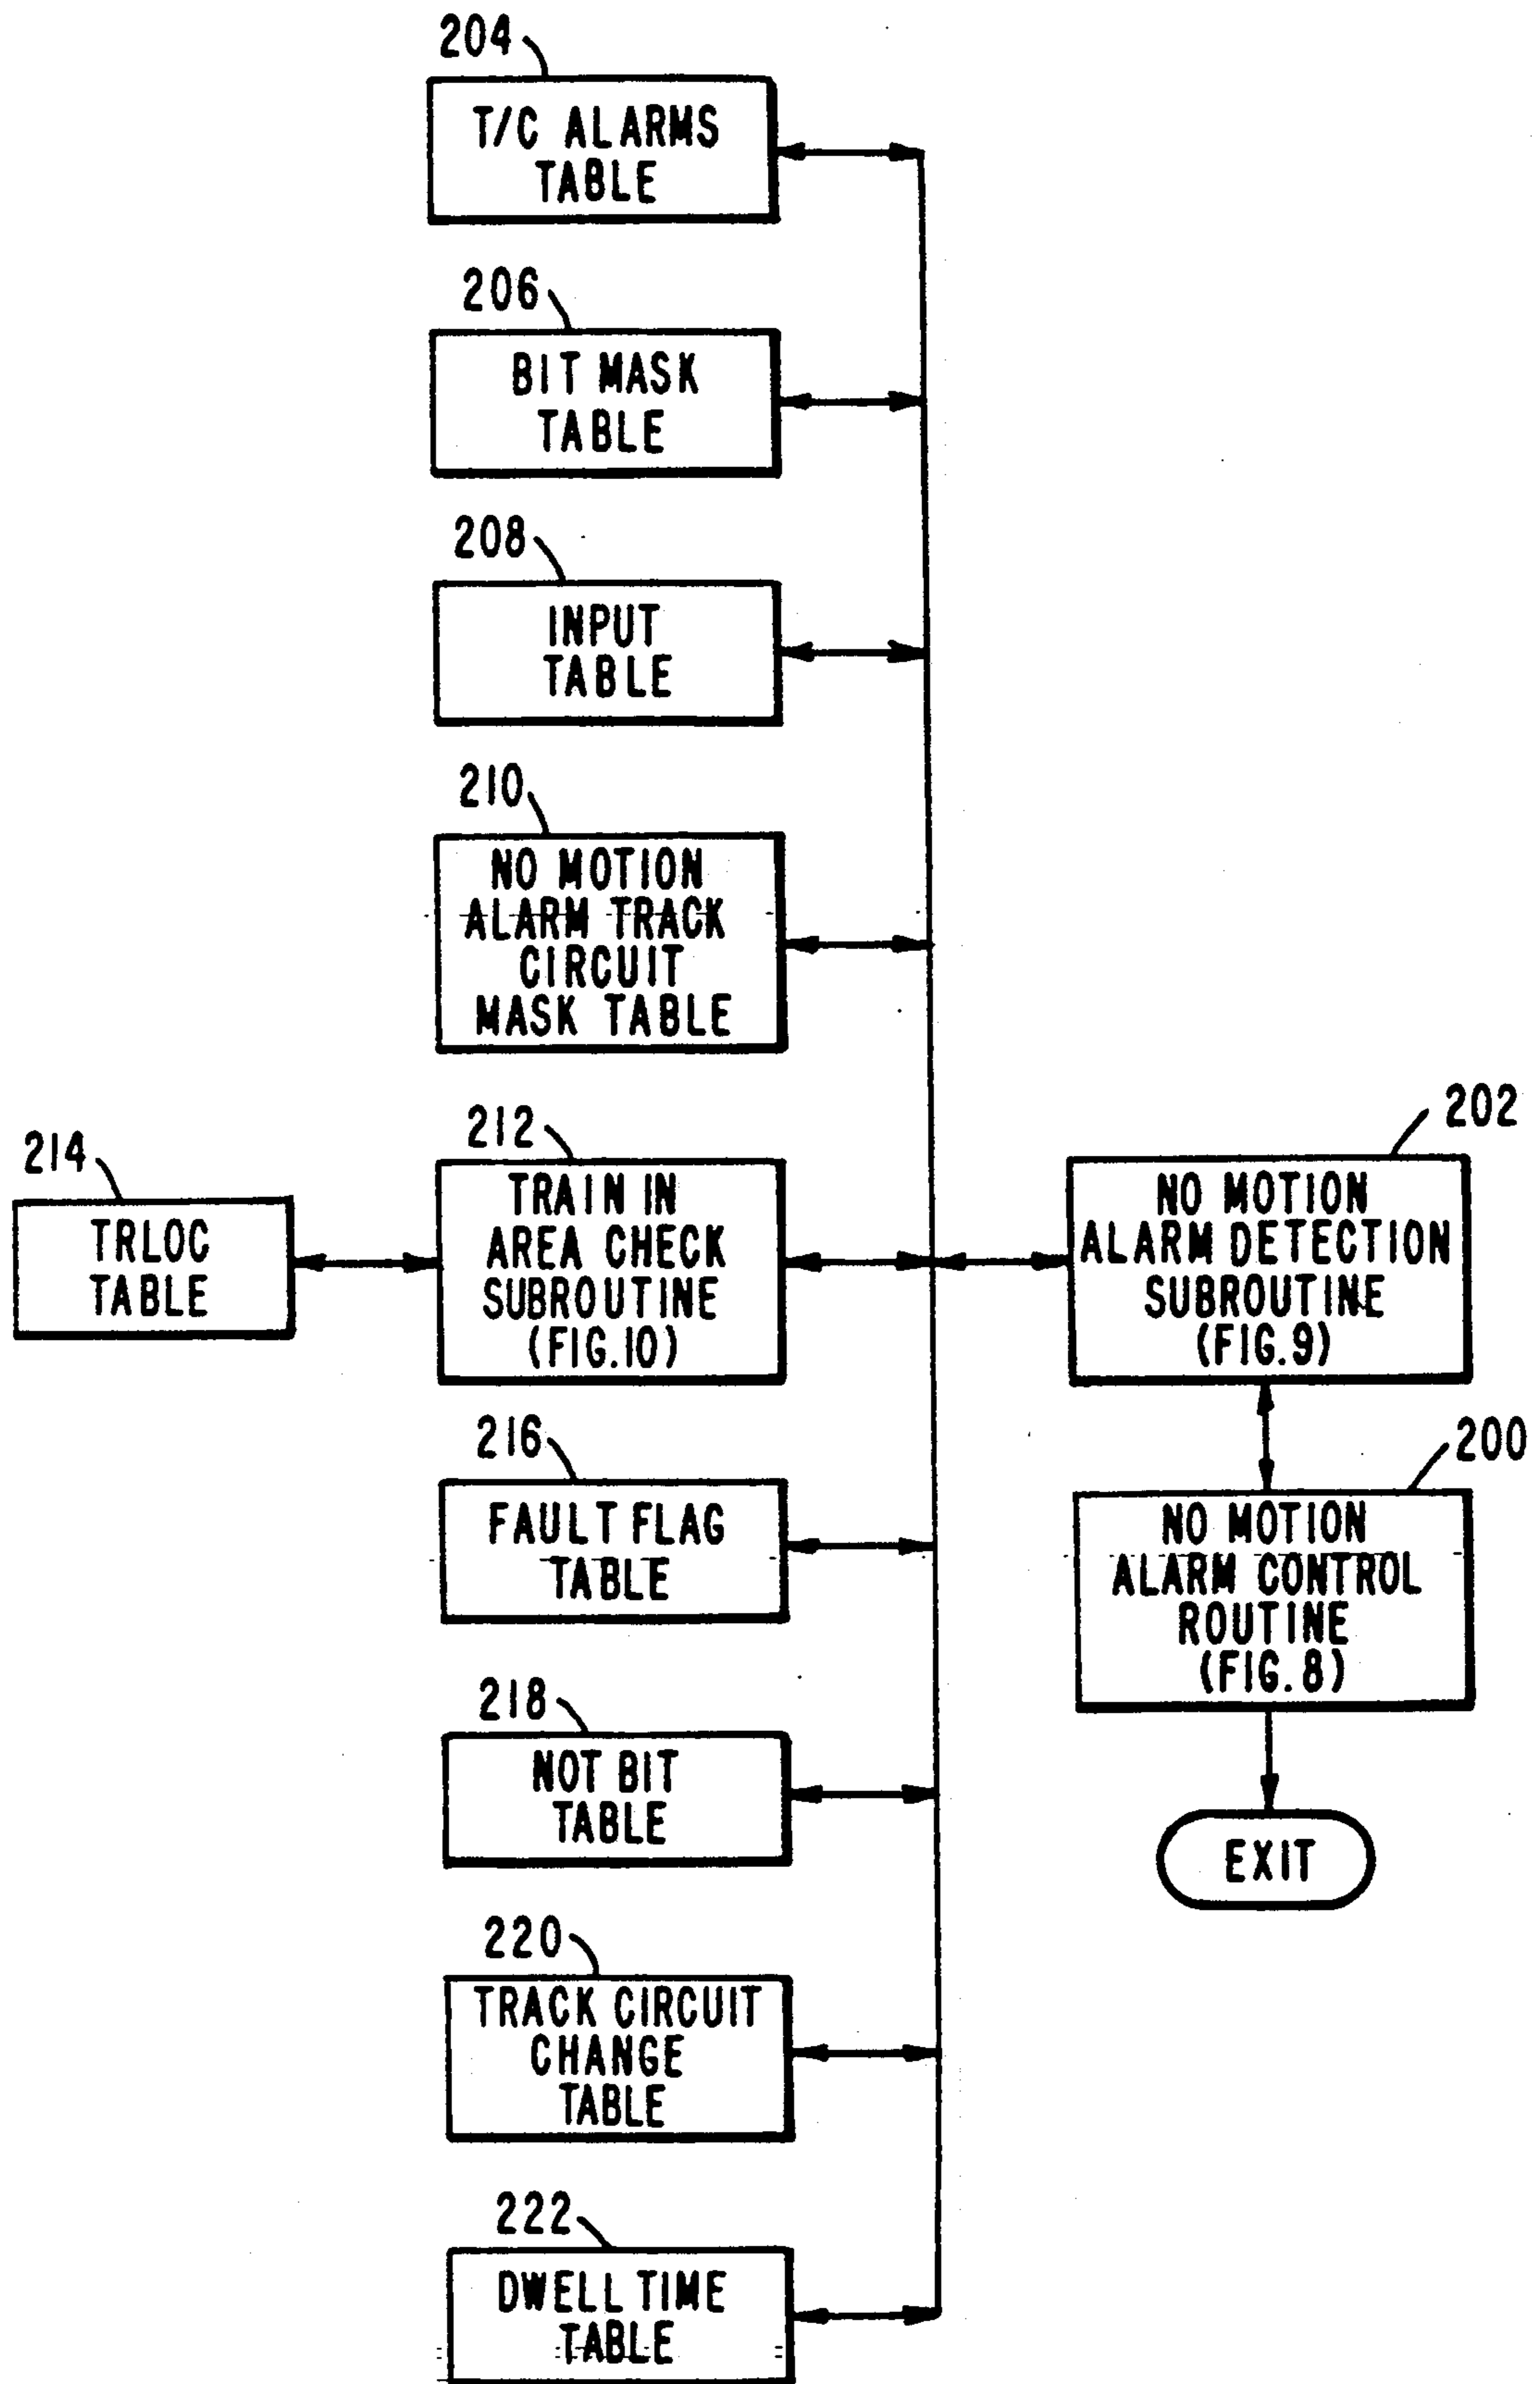 204
T/C ALARMS
TABLE
206
BIT MASK
TABLE
208
INPUT
TABLE
210
NO MOTION
ALARM TRACK
CIRCUIT
MASK TABLE
214
TRLOC
TABLE
212
TRAIN IN
AREA CHECK
SUBROUTINE
(FIG.10)
202
NO MOTION
ALARM DETECTION
SUBROUTINE
(FIG.9)
216
FAULT FLAG
TABLE
200
NO MOTION
ALARM CONTROL
ROUTINE
(FIG.8)
218
NOT BIT
TABLE
EXIT
220
TRACK CIRCUIT
CHANGE
TABLE
222
DWELL TIME
TABLE